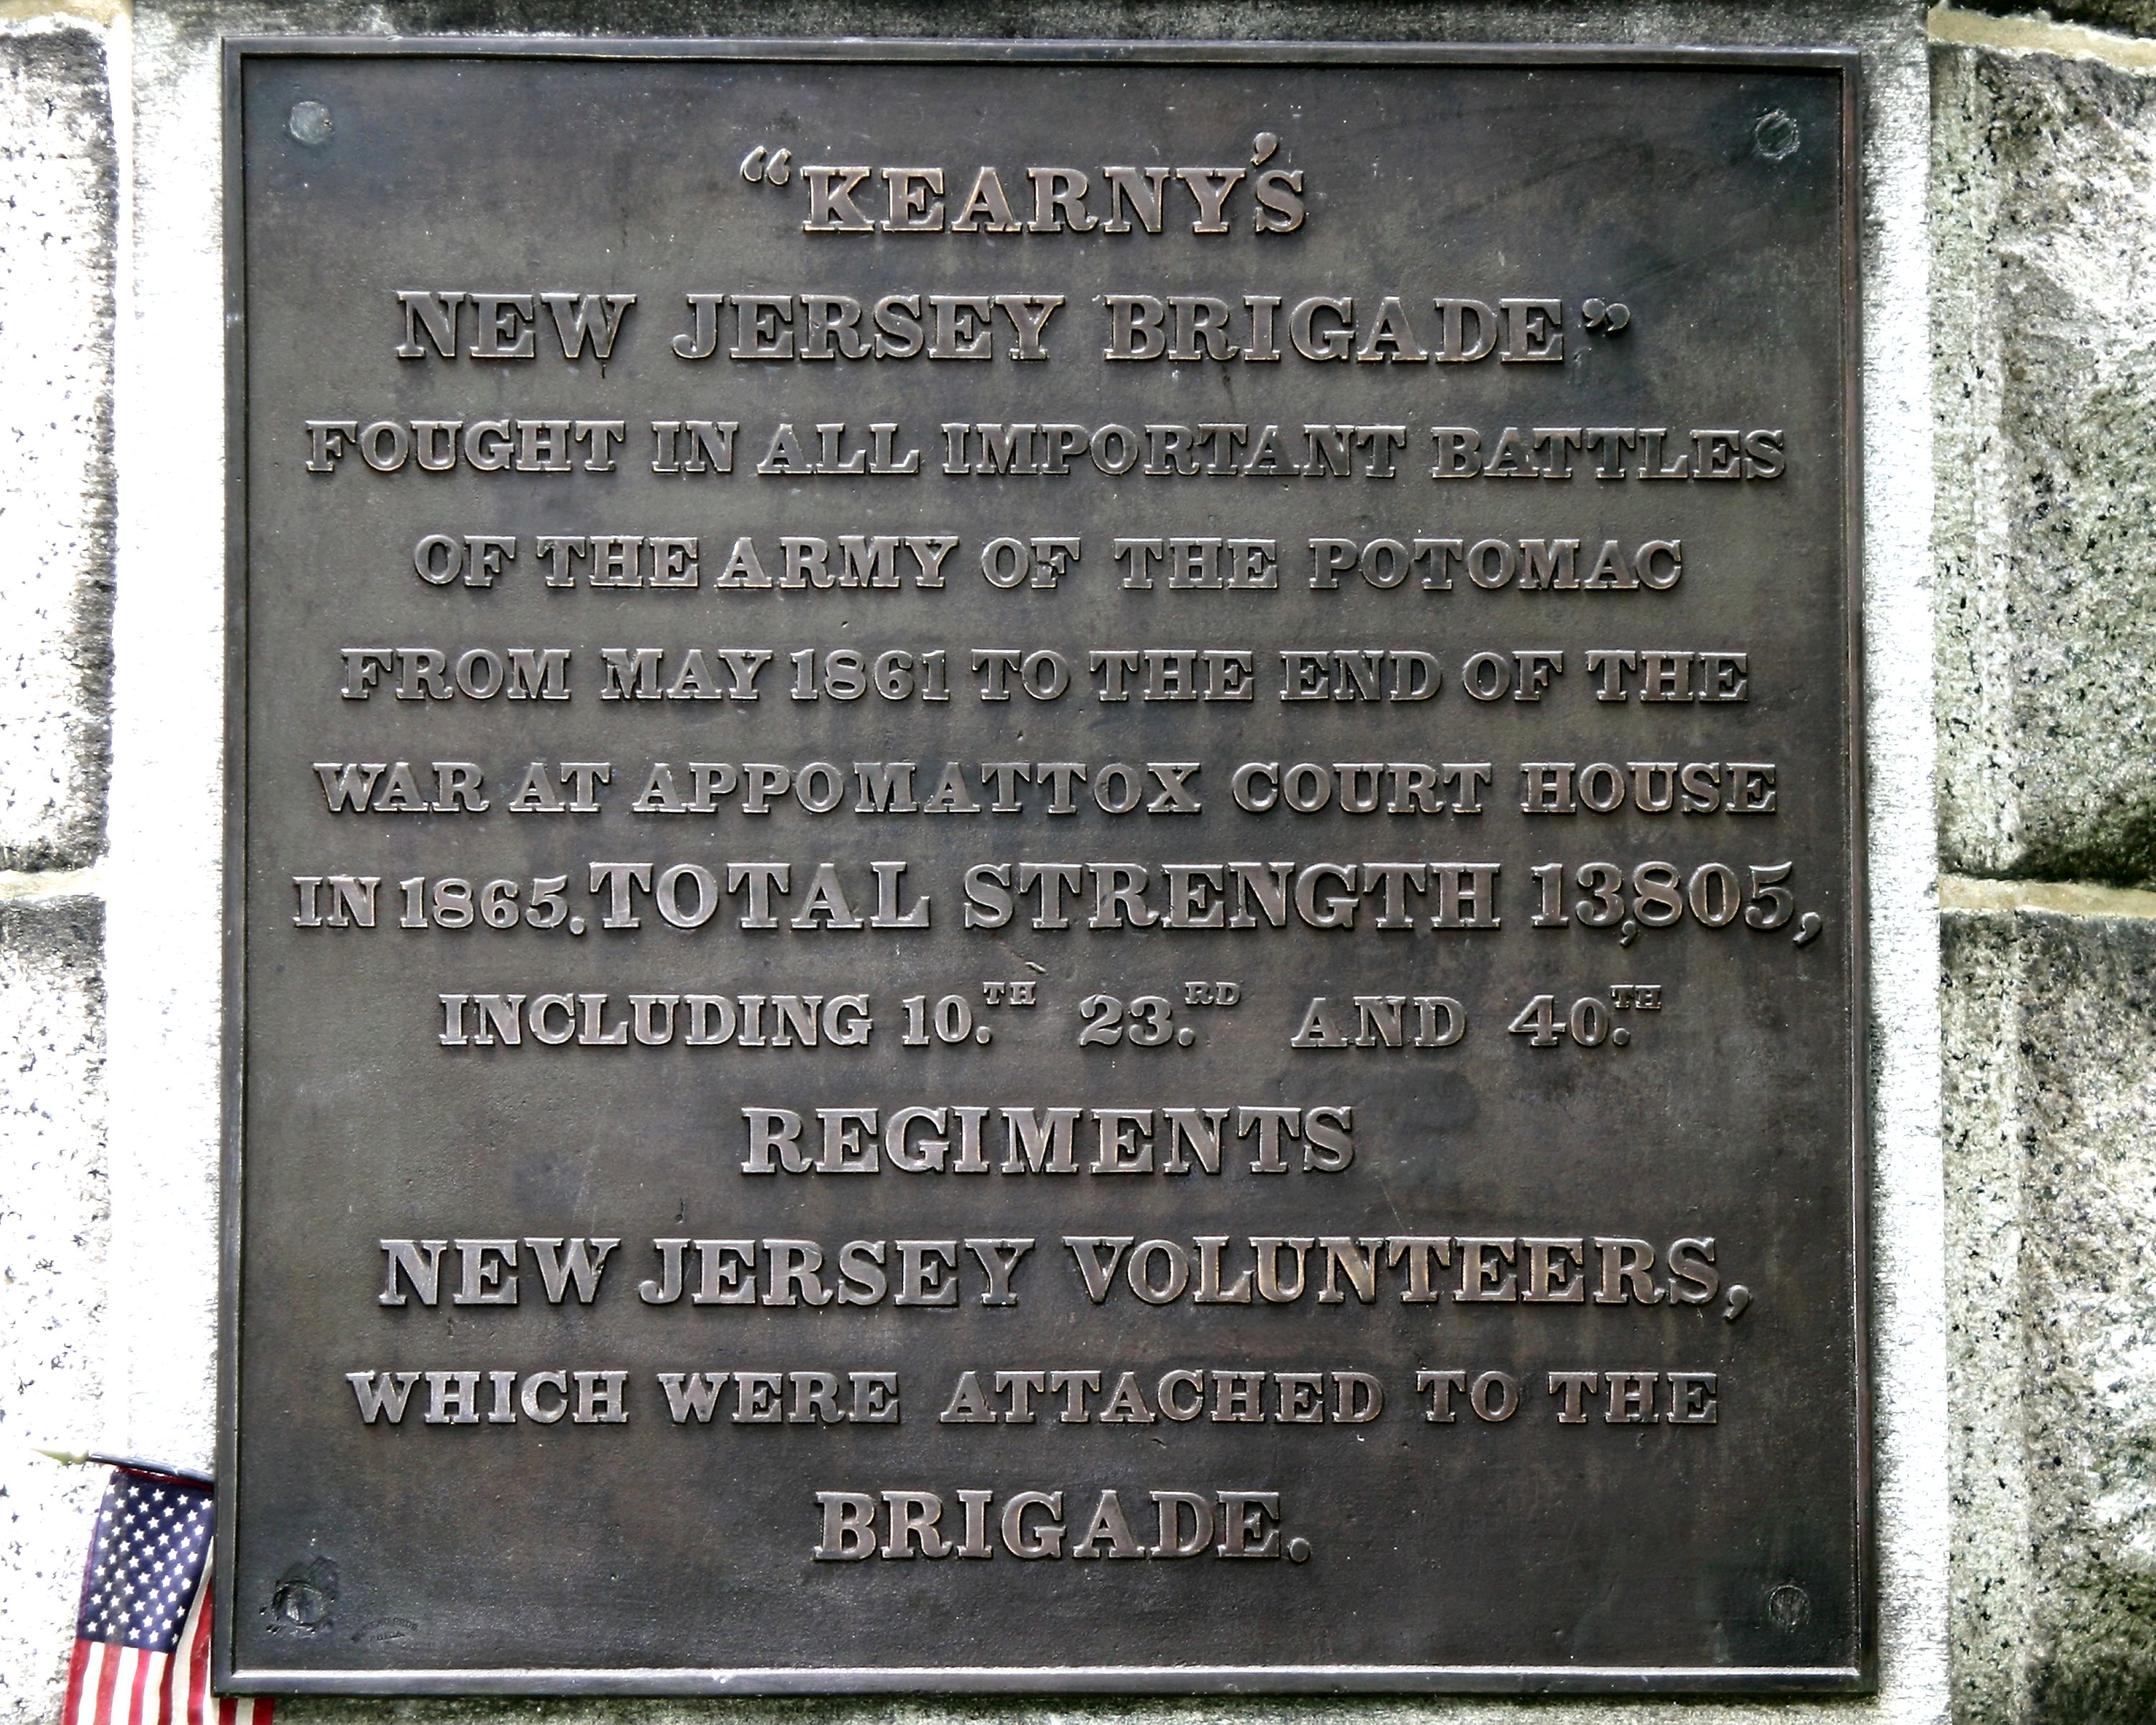 “KEARNY'S
NEW JERSEY BRIGADE”
FOUGHT IN ALL IMPORTANT BATTLES
OF THE ARMY OF THE POTOMAC
FROM MAY 1861 TO THE END OF THE
WAR AT APPOMATTOX COURT HOUSE
IN 1865. TOTAL STRENGTH 13,805,
INCLUDING 10.TH 23.RD AND 40.TH
REGIMENTS
NEW JERSEY VOLUNTEERS,
WHICH WERE ATTACHED TO THE
BRIGADE.